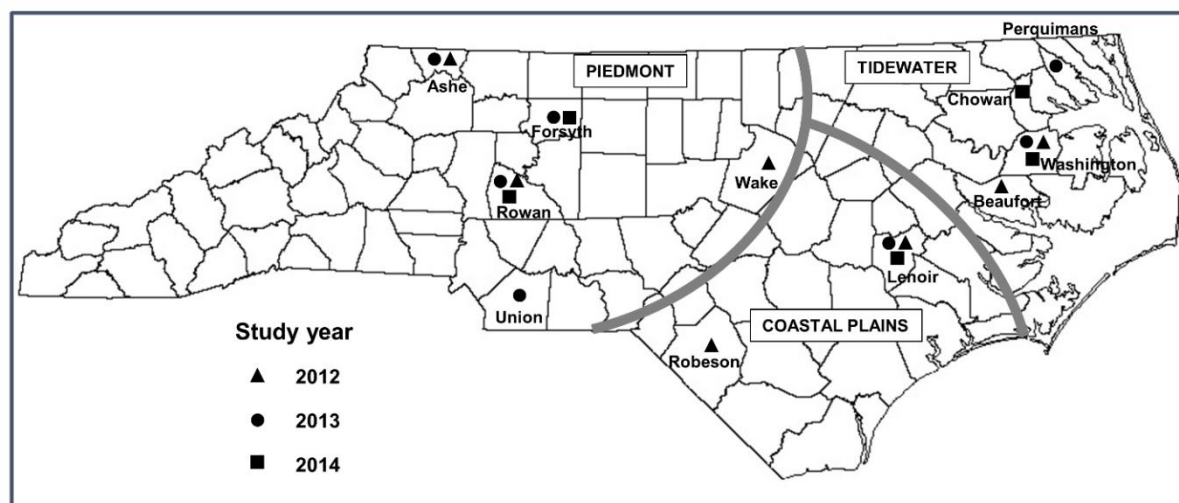 Perquimans
PIEDMONT
TIDEWATER
Ashe
Chowan
Forsyth
Washington
Wake
Beaufort
Rowan
Lenoir
Union
COASTAL PLAINS
Study year
Robeson
2012
2013
2014